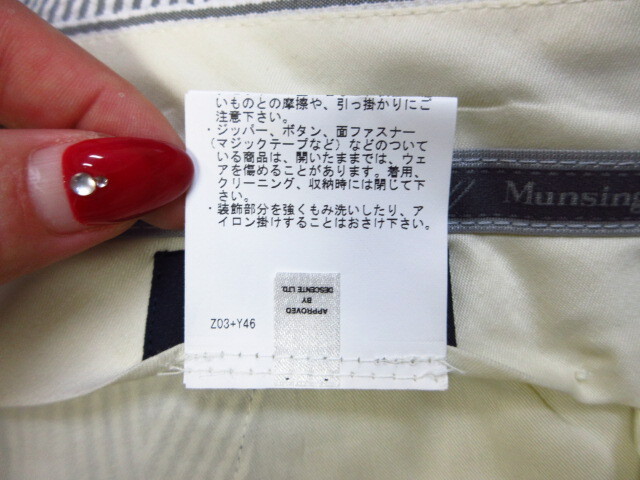 いものとの摩擦や、引っ掛かりにご
注意下さい。
・ジッパー、ボタン、面ファスナー
(マジックテープなど)などのついて
いる商品は、開いたままでは、ウェ
アを傷めることがあります。着用、
クリーニング、収納時には閉じて下
さい。
・装飾部分を強くもみ洗いしたり、ア
イロン掛けすることはおさけ下さい。
APPROVED
BY
DESCENTE LTD.
Z03+Y46
Munsing